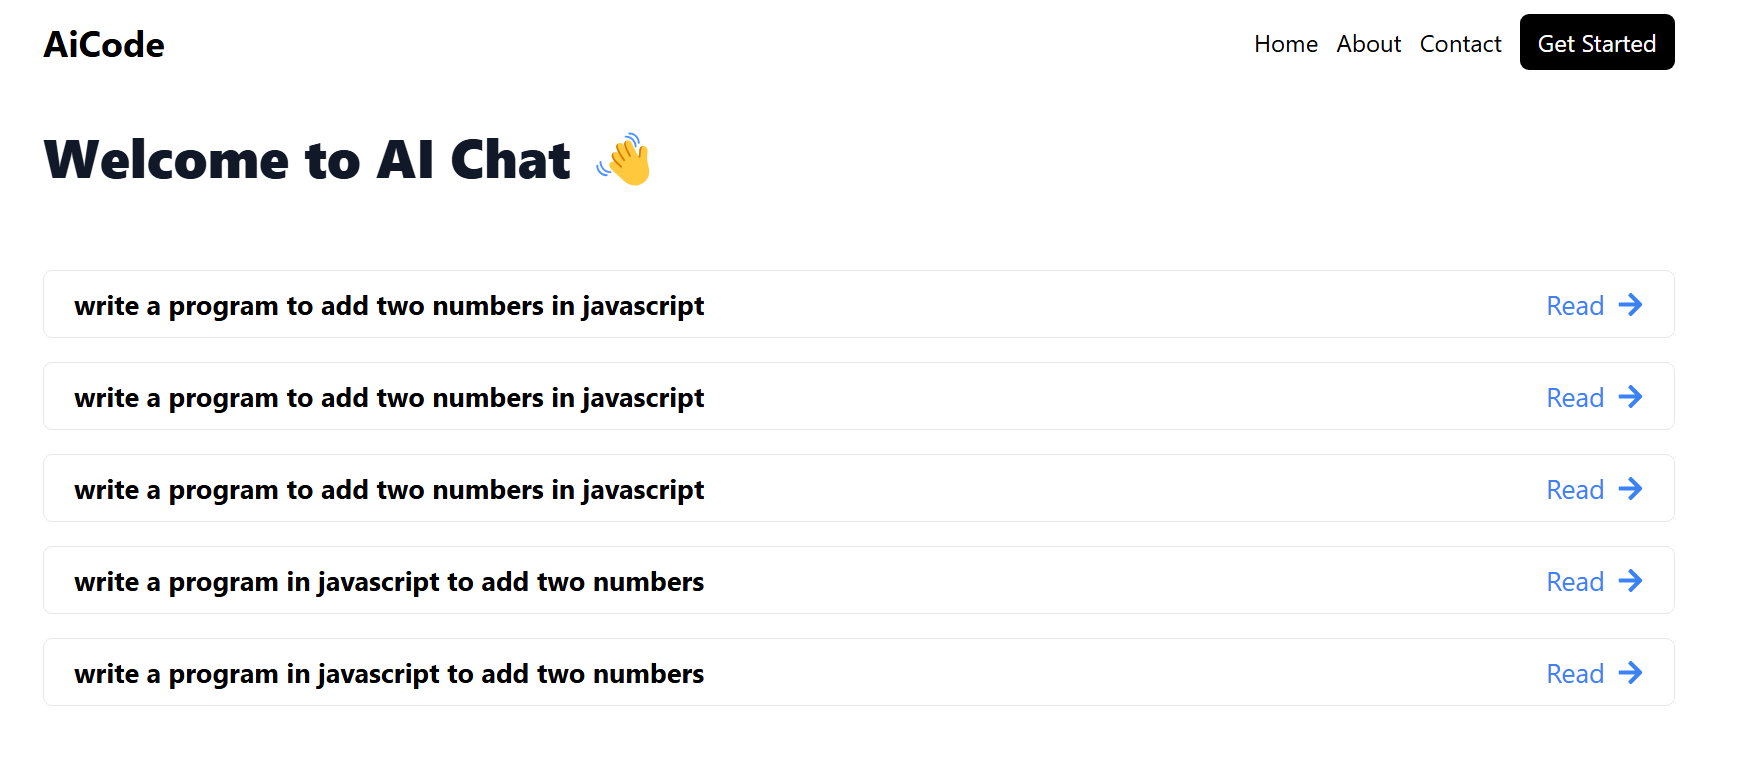 AiCode
Home About Contact Get Started
Welcome to AI Chat 👋
write a program to add two numbers in javascript Read →
write a program to add two numbers in javascript Read →
write a program to add two numbers in javascript Read →
write a program in javascript to add two numbers Read →
write a program in javascript to add two numbers Read →